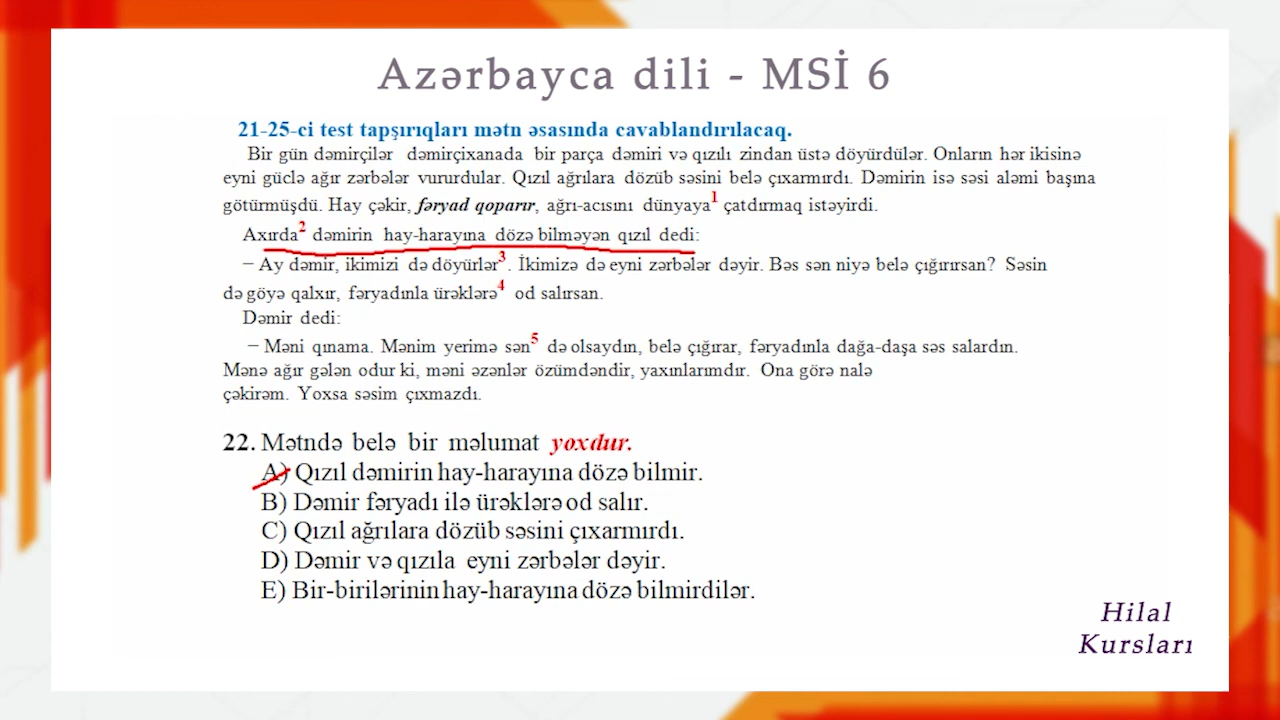 Azərbayca dili - MSİ 6
21-25-ci test tapşırıqları mətn əsasında cavablandırılacaq.
Bir gün dəmirçilər dəmirçixanada bir parça dəmiri və qızılı zindan üstə döyürdülər. Onların hər ikisinə
eyni güclə ağır zərbələr vururdular. Qızıl ağrılara dözüb səsini belə çıxarmırdı. Dəmirin isə səsi aləmi başına
götürmüşdü. Hay çəkir, fəryad qoparır, ağrı-acısını dünyaya1 çatdırmaq istəyirdi.
Axırda2 dəmirin hay-harayına dözə bilməyən qızıl dedi:
– Ay dəmir, ikimizi də döyürlər3. İkimizə də eyni zərbələr dəyir. Bəs sən niyə belə çığırırsan? Səsin
də göyə qalxır, fəryadınla ürəklərə4 od salırsan.
Dəmir dedi:
– Məni qınama. Mənim yerimə sən5 də olsaydın, belə çığırar, fəryadınla dağa-daşa səs salardın.
Mənə ağır gələn odur ki, məni əzənlər özümdəndir, yaxınlarımdır. Ona görə nalə
çəkirəm. Yoxsa səsim çıxmazdı.
22. Mətndə belə bir məlumat yoxdur.
A) Qızıl dəmirin hay-harayına dözə bilmir.
B) Dəmir fəryadı ilə ürəklərə od salır.
C) Qızıl ağrılara dözüb səsini çıxarmırdı.
D) Dəmir və qızıla eyni zərbələr dəyir.
E) Bir-birilərinin hay-harayına dözə bilmirdilər.
Hilal
Kursları